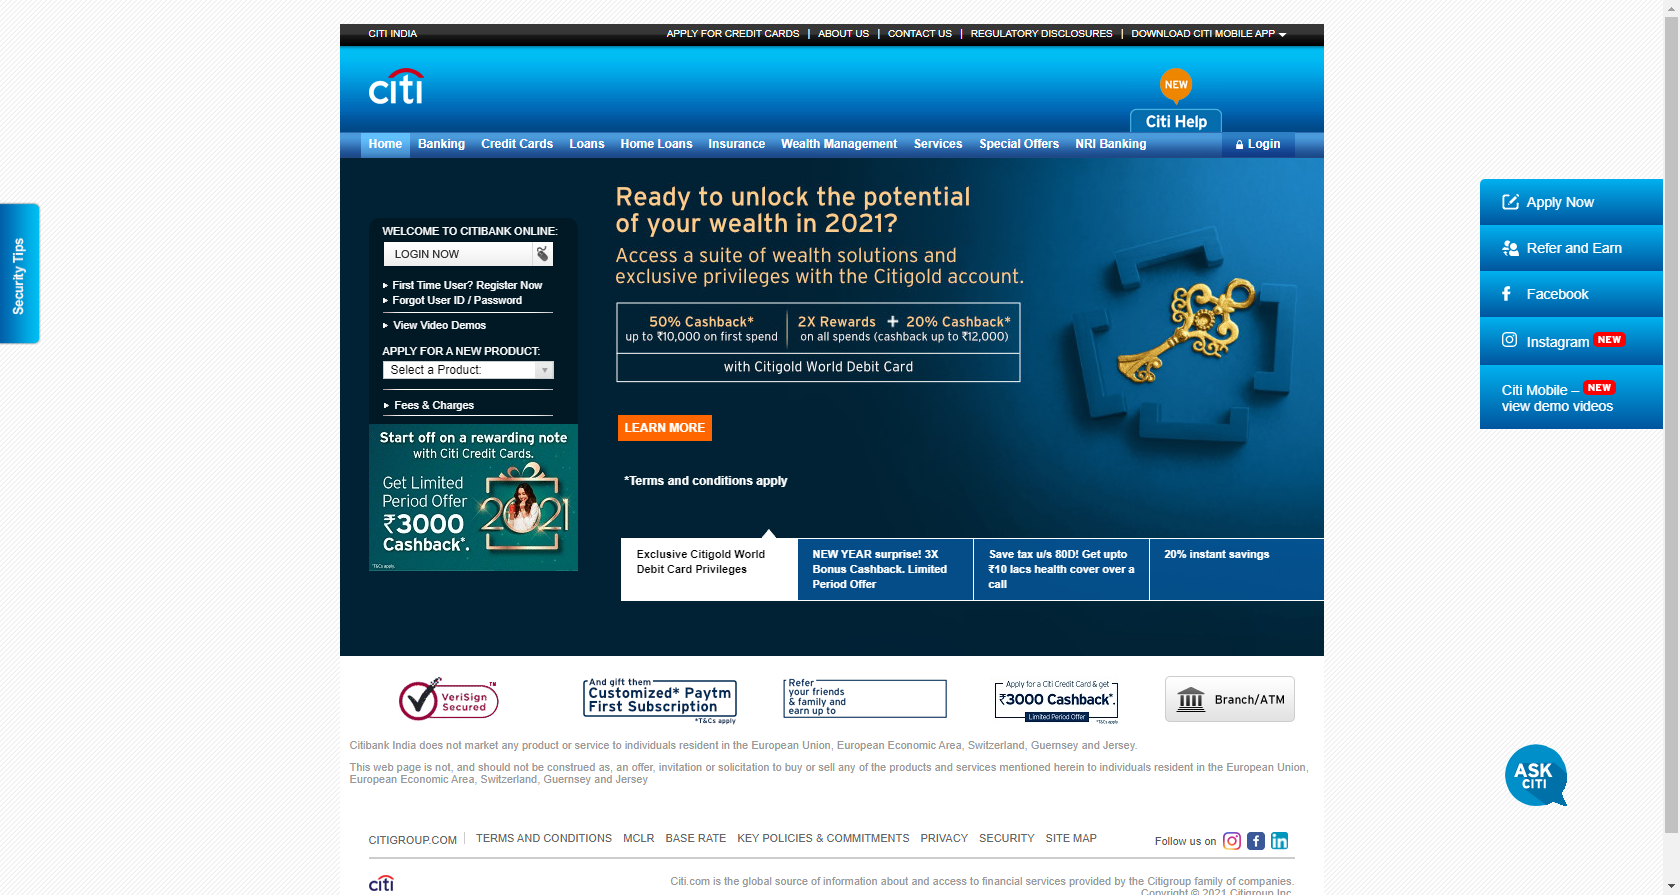 CITI INDIA
APPLY FOR CREDIT CARDS | ABOUT US | CONTACT US | REGULATORY DISCLOSURES | DOWNLOAD CITI MOBILE APP
citi
NEW
Citi Help
Home Banking Credit Cards Loans Home Loans Insurance Wealth Management Services Special Offers NRI Banking Login
Security Tips
WELCOME TO CITIBANK ONLINE:
LOGIN NOW
First Time User? Register Now
Forgot User ID / Password
View Video Demos
APPLY FOR A NEW PRODUCT:
Select a Product:
Fees & Charges
Start off on a rewarding note
with Citi Credit Cards.
Get Limited
Period Offer
₹3000
Cashback*.
*T&Cs apply
2021
Ready to unlock the potential
of your wealth in 2021?
Access a suite of wealth solutions and
exclusive privileges with the Citigold account.
50% Cashback*
up to ₹10,000 on first spend
2X Rewards + 20% Cashback*
on all spends (cashback up to ₹12,000)
with Citigold World Debit Card
LEARN MORE
*Terms and conditions apply
Exclusive Citigold World
Debit Card Privileges
NEW YEAR surprise! 3X
Bonus Cashback. Limited
Period Offer
Save tax u/s 80D! Get upto
₹10 lacs health cover over a
call
20% instant savings
Apply Now
Refer and Earn
Facebook
Instagram NEW
Citi Mobile – NEW
view demo videos
VeriSign
Secured
TM
And gift them
Customized* Paytm
First Subscription
*T&Cs apply
Refer
your friends
& family and
earn up to
Apply for a Citi Credit Card & get
₹3000 Cashback*.
Limited Period Offer
*T&Cs apply
Branch/ATM
Citibank India does not market any product or service to individuals resident in the European Union, European Economic Area, Switzerland, Guernsey and Jersey.
This web page is not, and should not be construed as, an offer, invitation or solicitation to buy or sell any of the products and services mentioned herein to individuals resident in the European Union,
European Economic Area, Switzerland, Guernsey and Jersey
ASK
CITI
CITIGROUP.COM | TERMS AND CONDITIONS MCLR BASE RATE KEY POLICIES & COMMITMENTS PRIVACY SECURITY SITE MAP
Follow us on
citi
Citi.com is the global source of information about and access to financial services provided by the Citigroup family of companies.
Copyright © 2021 Citigroup Inc.